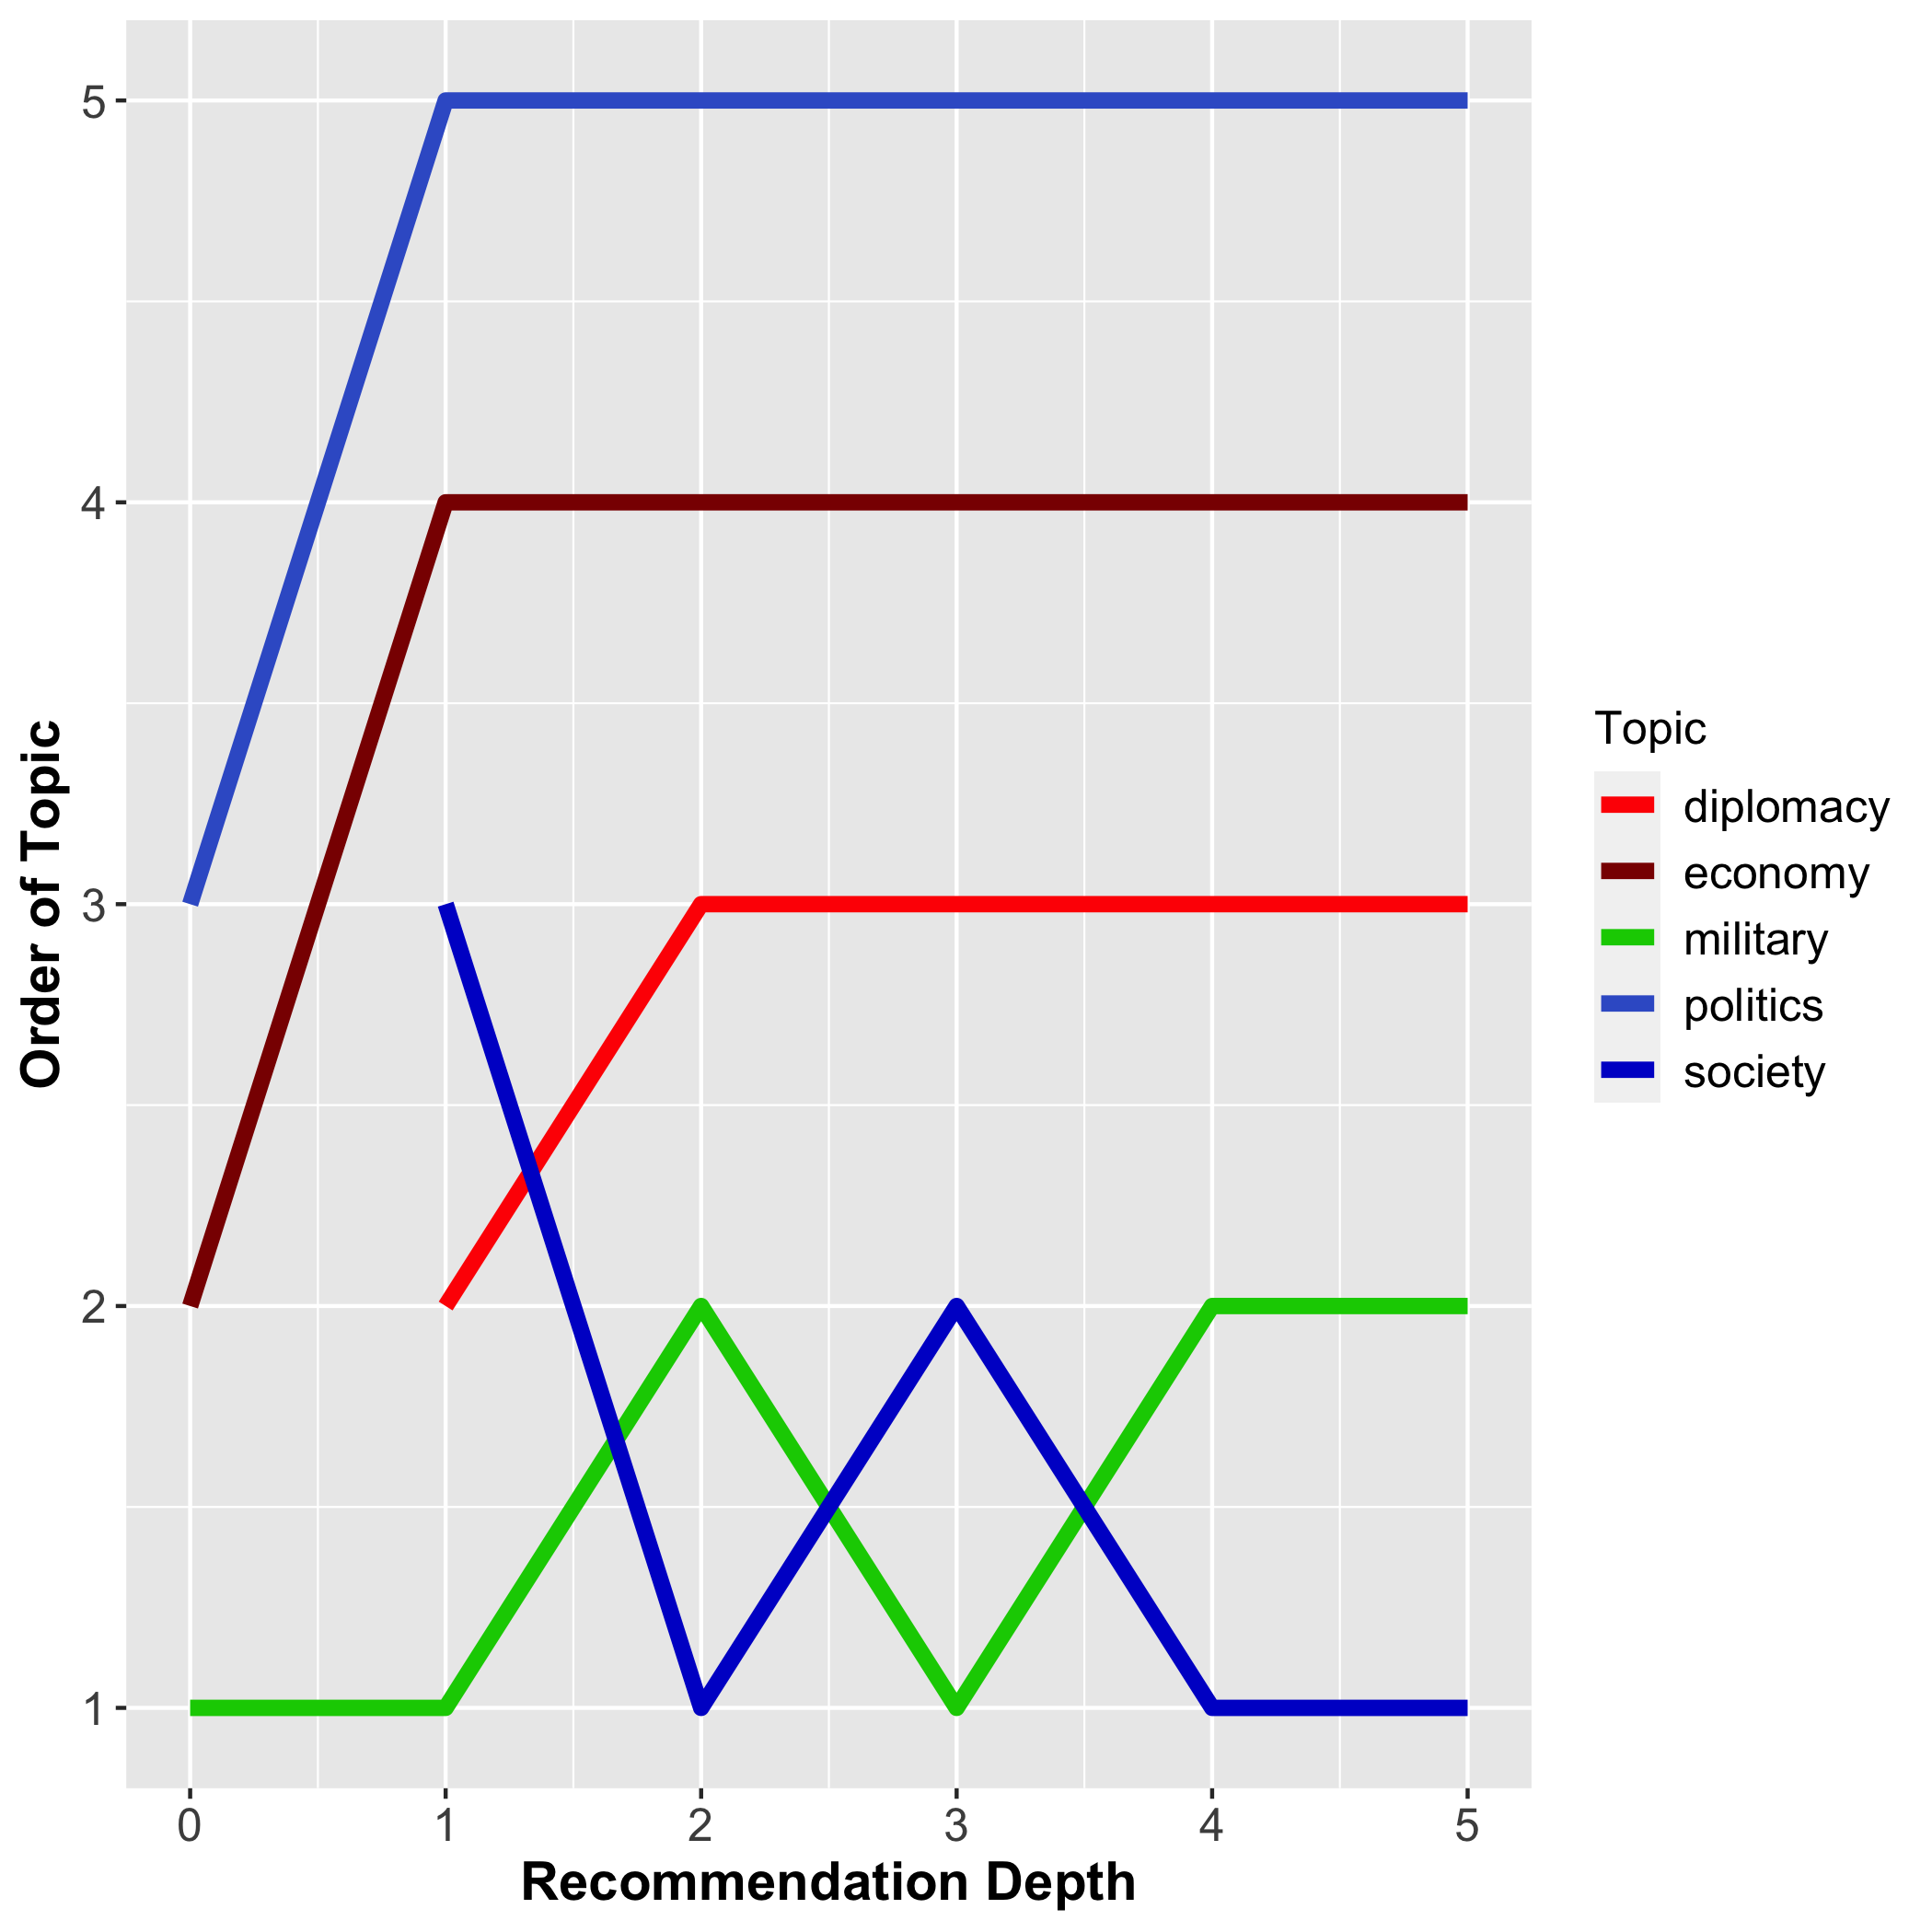 5
4
3
2
1
Order of Topic
0 1 2 3 4 5
Recommendation Depth
Topic
diplomacy
economy
military
politics
society